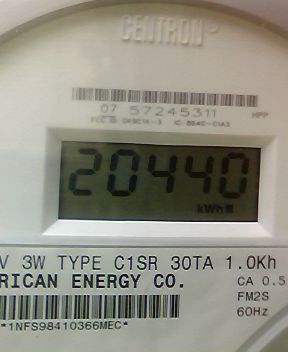 CENTRON®
07 57245311
HPP
20440
kWh
V 3W TYPE C1SR 30TA 1.0Kh
RICAN ENERGY CO.
CA 0.5
FM2S
60Hz
*1NFS98410366MEC*